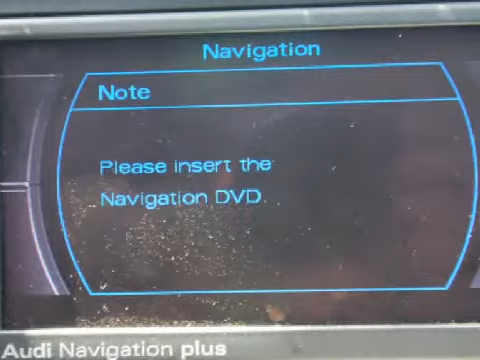 Navigation
Note
Please insert the
Navigation DVD.
Audi Navigation plus